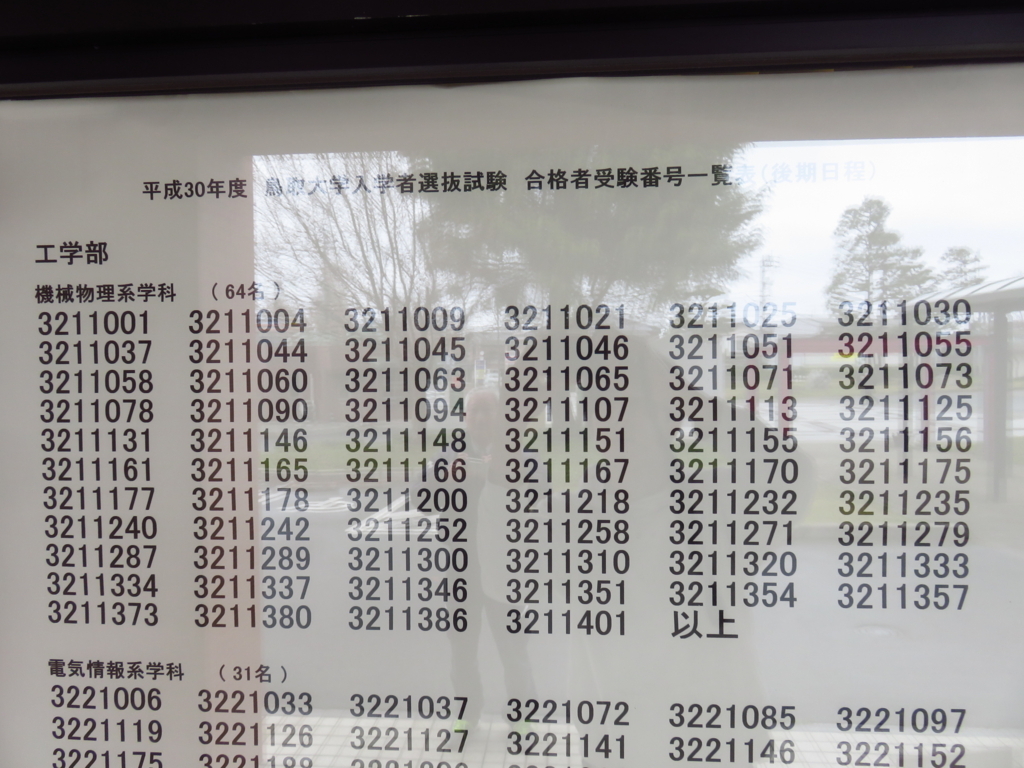 平成30年度 鳥取大学入学者選抜試験 合格者受験番号一覧表(後期日程)
工学部
機械物理系学科 (64名)
3211001 3211004 3211009 3211021 3211025 3211030
3211037 3211044 3211045 3211046 3211051 3211055
3211058 3211060 3211063 3211065 3211071 3211073
3211078 3211090 3211094 3211107 3211113 3211125
3211131 3211146 3211148 3211151 3211155 3211156
3211161 3211165 3211166 3211167 3211170 3211175
3211177 3211178 3211200 3211218 3211232 3211235
3211240 3211242 3211252 3211258 3211271 3211279
3211287 3211289 3211300 3211310 3211320 3211333
3211334 3211337 3211346 3211351 3211354 3211357
3211373 3211380 3211386 3211401 以上
電気情報系学科 (31名)
3221006 3221033 3221037 3221072 3221085 3221097
3221119 3221126 3221127 3221141 3221146 3221152
3221175